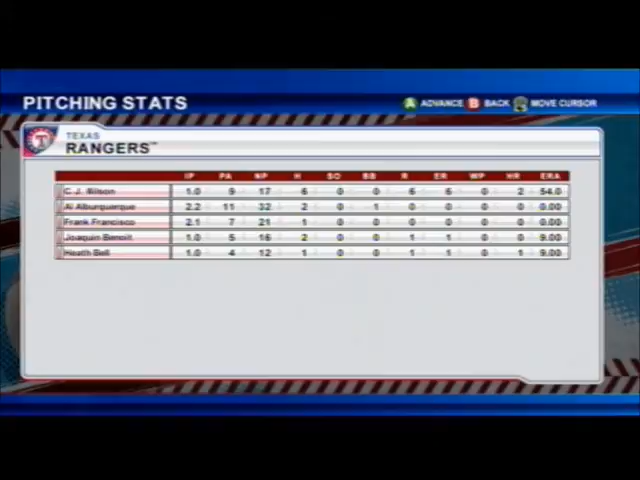 PITCHING STATS
A ADVANCE B BACK MOVE CURSOR
TEXAS
RANGERS™
IP PA NP H SO BB R ER WP HR ERA
C. J. Wilson 1.0 9 17 6 0 0 6 6 0 2 54.0
Al Alburquerque 2.2 11 32 2 0 1 0 0 0 0 0.00
Frank Francisco 2.1 7 21 1 0 0 0 0 0 0 0.00
Joaquin Benoit 1.0 5 16 2 0 0 1 1 0 0 9.00
Heath Bell 1.0 4 12 1 0 0 1 1 0 1 9.00